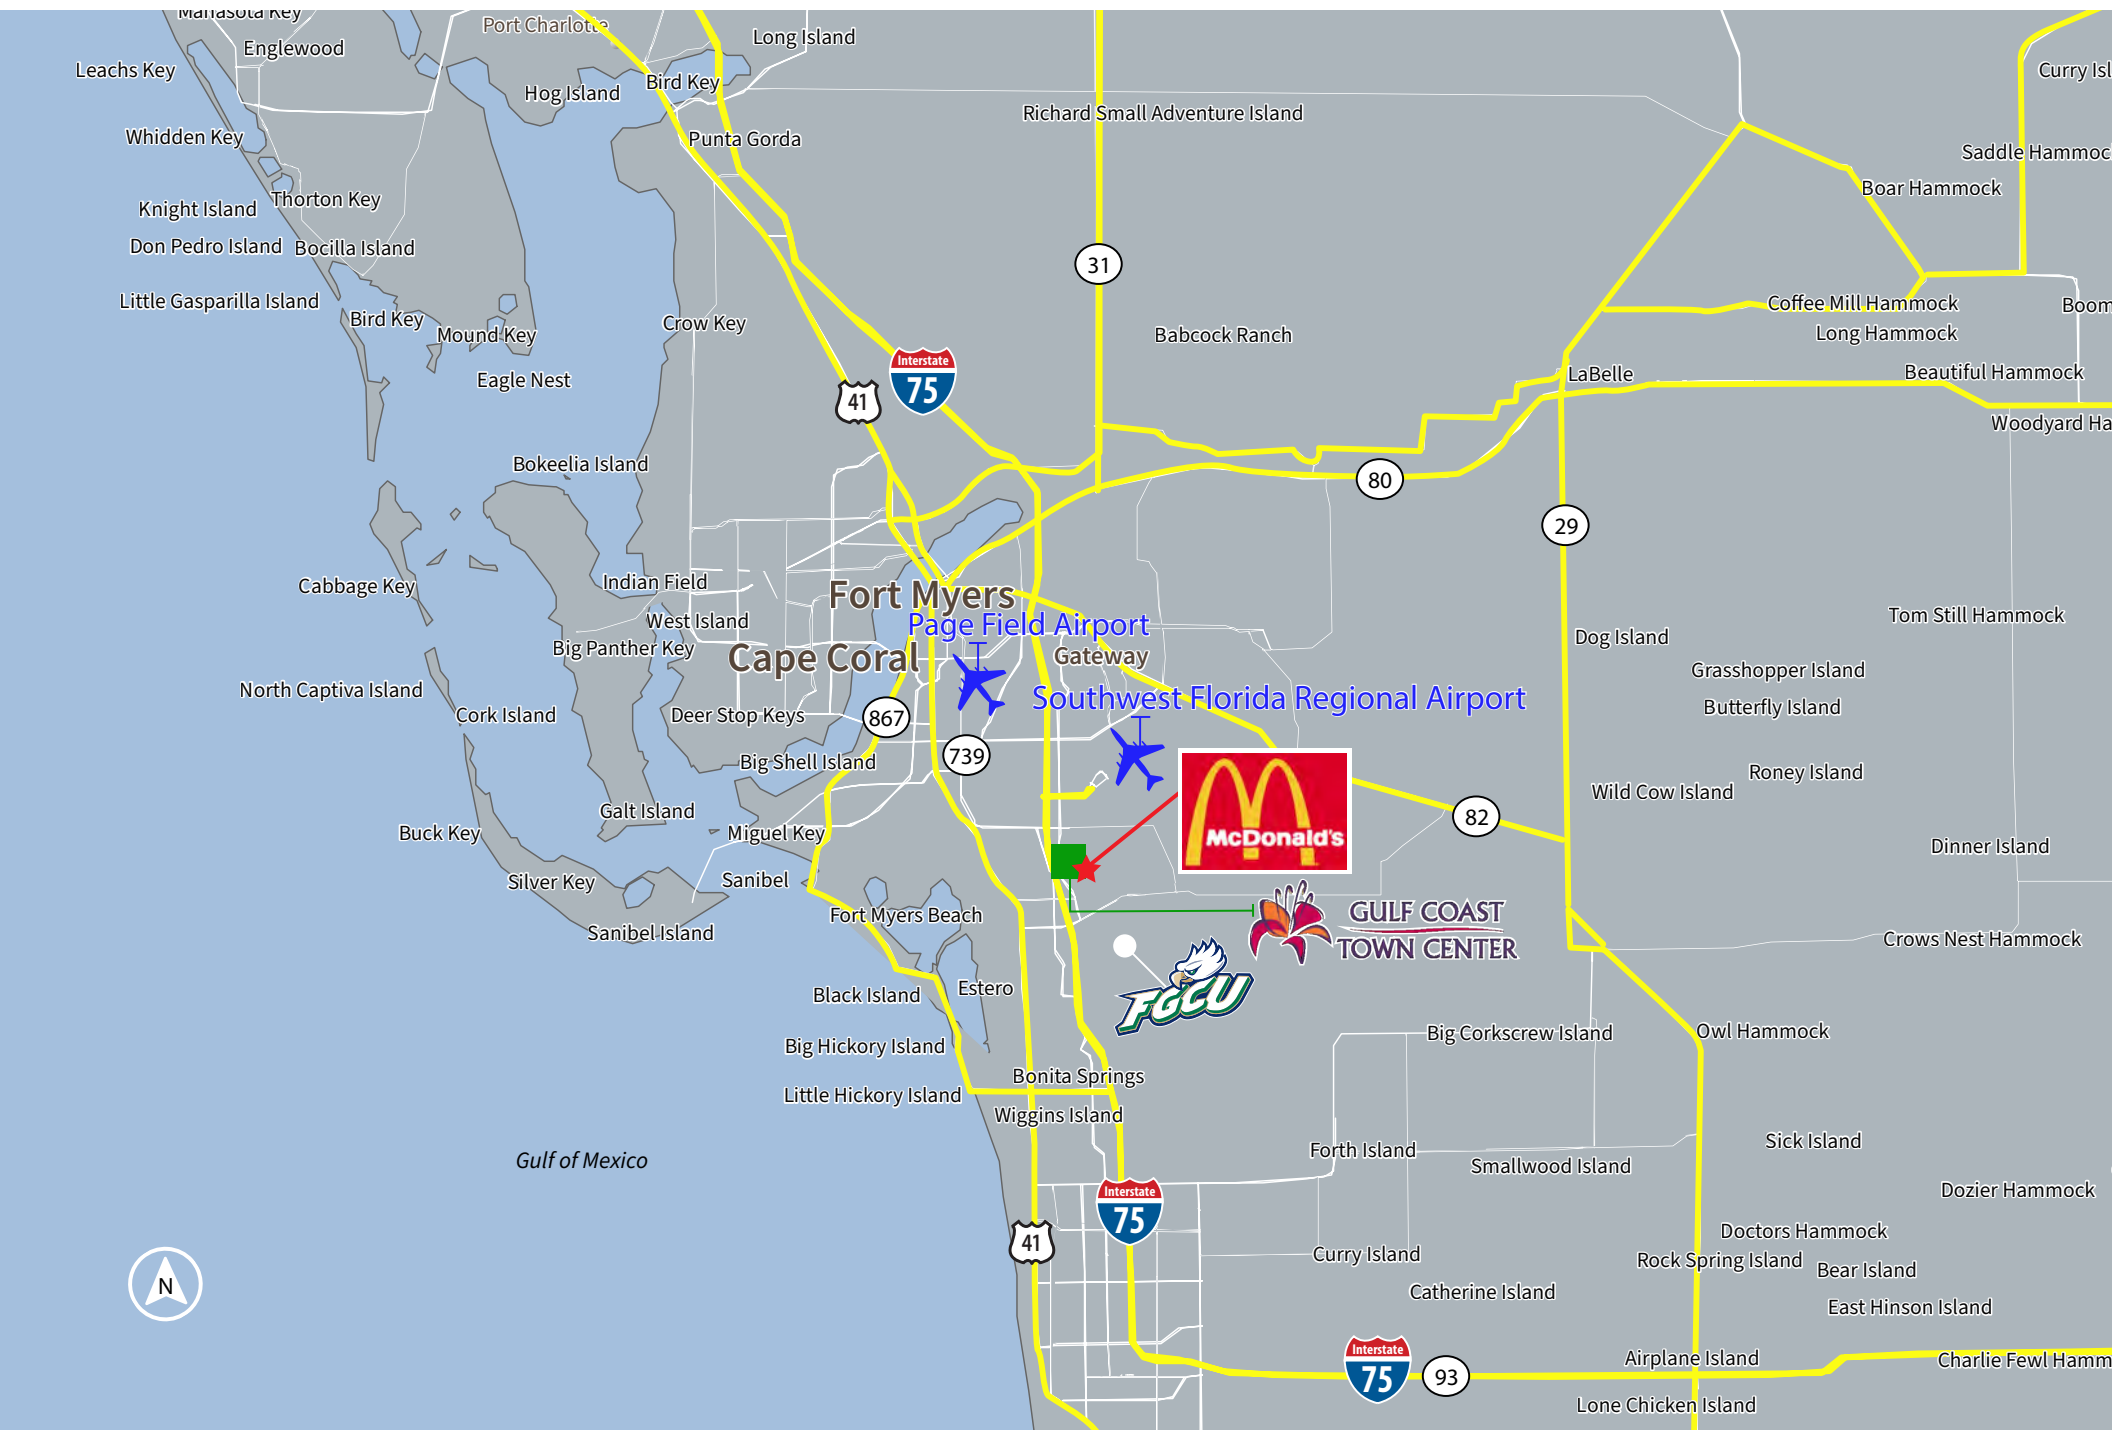 Manasota Key
Englewood
Leachs Key
Port Charlotte
Long Island
Bird Key
Hog Island
Curry Isl
Richard Small Adventure Island
Whidden Key
Punta Gorda
Saddle Hammoc
Boar Hammock
Thorton Key
Knight Island
Don Pedro Island
Bocilla Island
31
Little Gasparilla Island
Bird Key
Mound Key
Crow Key
Babcock Ranch
Coffee Mill Hammock
Boom
Long Hammock
Eagle Nest
Interstate
75
41
LaBelle
Beautiful Hammock
Woodyard Ha
Bokeelia Island
80
29
Cabbage Key
Indian Field
Fort Myers
West Island
Page Field Airport
Tom Still Hammock
Big Panther Key
Cape Coral
Gateway
Dog Island
Grasshopper Island
North Captiva Island
Cork Island
Deer Stop Keys
867
Southwest Florida Regional Airport
Butterfly Island
739
Big Shell Island
Roney Island
Wild Cow Island
Galt Island
Buck Key
Miguel Key
McDonald's
82
Dinner Island
Silver Key
Sanibel
Fort Myers Beach
GULF COAST
TOWN CENTER
Sanibel Island
Crows Nest Hammock
Black Island
Estero
FGCU
Big Hickory Island
Big Corkscrew Island
Owl Hammock
Bonita Springs
Little Hickory Island
Wiggins Island
Gulf of Mexico
Forth Island
Smallwood Island
Sick Island
Interstate
75
Dozier Hammock
41
Doctors Hammock
Curry Island
Rock Spring Island
Bear Island
N
Catherine Island
East Hinson Island
Interstate
75
93
Airplane Island
Charlie Fewl Hamm
Lone Chicken Island